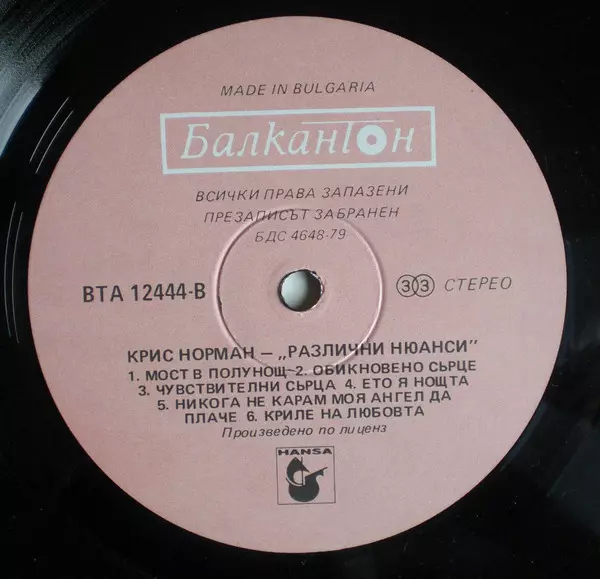 MADE IN BULGARIA
Балкантон
ВСИЧКИ ПРАВА ЗАПАЗЕНИ
ПРЕЗАПИСЪТ ЗАБРАНЕН
БДС 4648-79
ВТА 12444-В
33 СТЕРЕО
КРИС НОРМАН — „РАЗЛИЧНИ НЮАНСИ"
1. МОСТ В ПОЛУНОЩ 2. ОБИКНОВЕНО СЪРЦЕ
3. ЧУВСТВИТЕЛНИ СЪРЦА 4. ЕТО Я НОЩТА
5. НИКОГА НЕ КАРАМ МОЯ АНГЕЛ ДА
ПЛАЧЕ 6. КРИЛЕ НА ЛЮБОВТА
Произведено по лиценз
HANSA